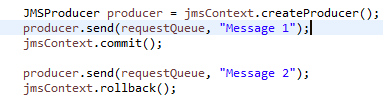 JMSProducer producer = jmsContext.createProducer();
producer.send(requestQueue, "Message 1");
jmsContext.commit();
producer.send(requestQueue, "Message 2");
jmsContext.rollback();